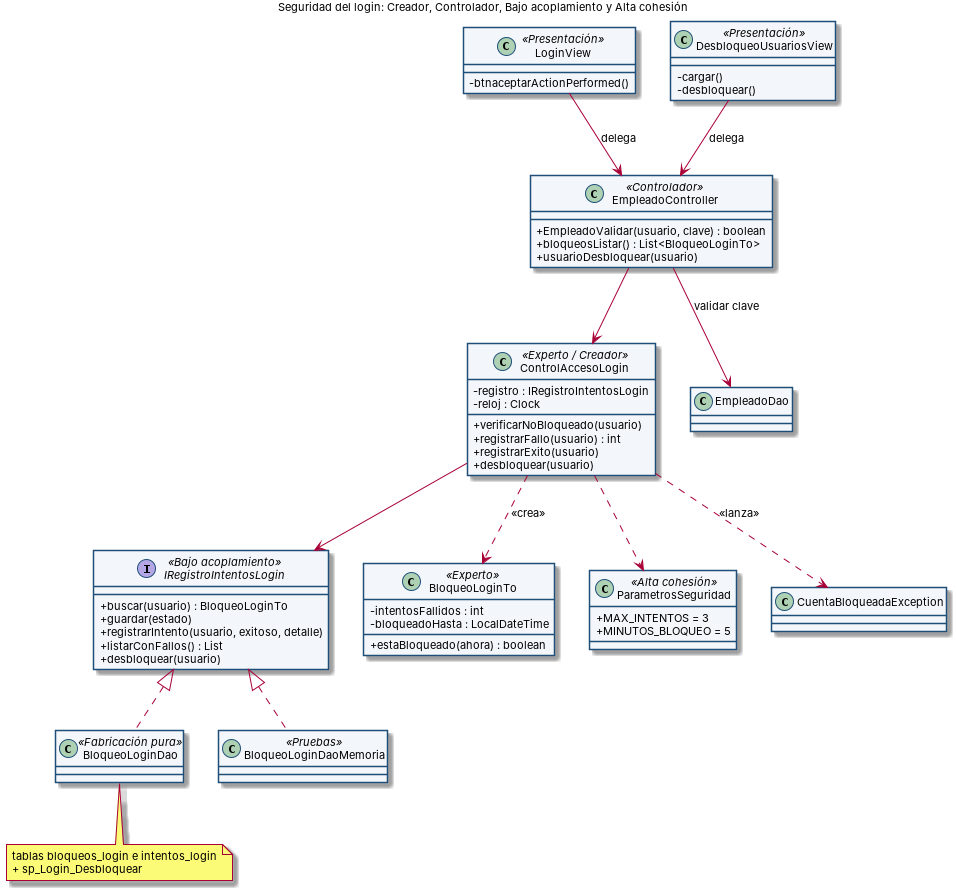 Seguridad del login: Creador, Controlador, Bajo acoplamiento y Alta cohesión
C
«Presentación»
LoginView
-btnaceptarActionPerformed()
C
«Presentación»
DesbloqueoUsuariosView
-cargar()
-desbloquear()
delega
delega
C
«Controlador»
EmpleadoController
+EmpleadoValidar(usuario, clave) : boolean
+bloqueosListar() : List<BloqueoLoginTo>
+usuarioDesbloquear(usuario)
validar clave
C
«Experto / Creador»
ControlAccesoLogin
-registro : IRegistroIntentosLogin
-reloj : Clock
+verificarNoBloqueado(usuario)
+registrarFallo(usuario) : int
+registrarExito(usuario)
+desbloquear(usuario)
C
EmpleadoDao
«crea»
«lanza»
I
«Bajo acoplamiento»
IRegistroIntentosLogin
+buscar(usuario) : BloqueoLoginTo
+guardar(estado)
+registrarIntento(usuario, exitoso, detalle)
+listarConFallos() : List
+desbloquear(usuario)
C
«Experto»
BloqueoLoginTo
-intentosFallidos : int
-bloqueadoHasta : LocalDateTime
+estaBloqueado(ahora) : boolean
C
«Alta cohesión»
ParametrosSeguridad
+MAX_INTENTOS = 3
+MINUTOS_BLOQUEO = 5
C
CuentaBloqueadaException
C
«Fabricación pura»
BloqueoLoginDao
C
«Pruebas»
BloqueoLoginDaoMemoria
tablas bloqueos_login e intentos_login
+ sp_Login_Desbloquear